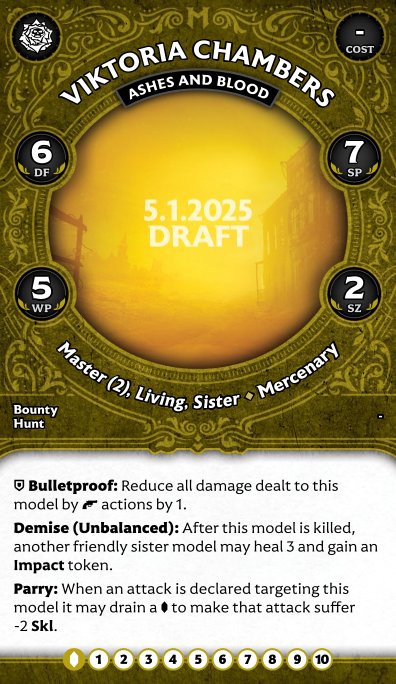 -
COST
VIKTORIA CHAMBERS
ASHES AND BLOOD
6
DF
7
SP
5.1.2025
DRAFT
5
WP
2
SZ
Master (2), Living, Sister ⬥ Mercenary
Bounty
Hunt
-
Bulletproof: Reduce all damage dealt to this
model by actions by 1.
Demise (Unbalanced): After this model is killed,
another friendly sister model may heal 3 and gain an
Impact token.
Parry: When an attack is declared targeting this
model it may drain a to make that attack suffer
-2 Skl.
1 2 3 4 5 6 7 8 9 10